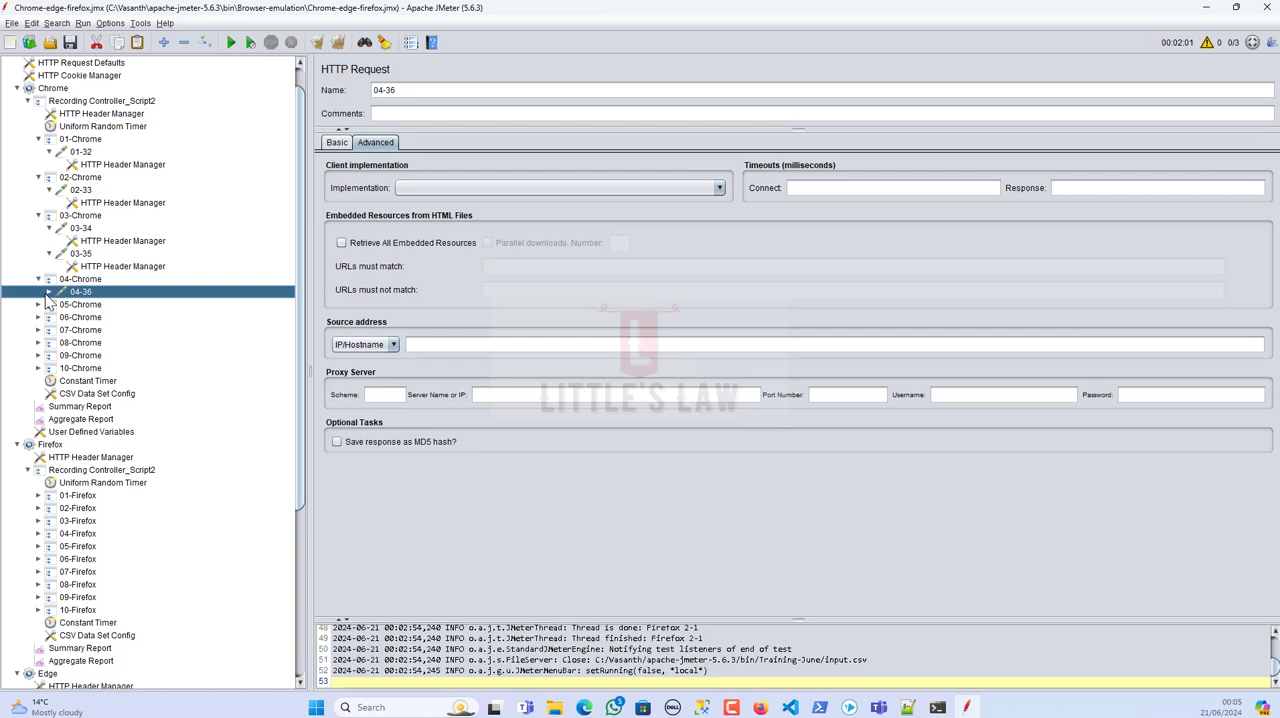 Chrome-edge-firefox.jmx (C:\Vasanth\apache-jmeter-5.6.3\bin\Browser-emulation\Chrome-edge-firefox.jmx) - Apache JMeter (5.6.3)
File Edit Search Run Options Tools Help
00:02:01 0 0/3
HTTP Request Defaults
HTTP Cookie Manager
Chrome
Recording Controller_Script2
HTTP Header Manager
Uniform Random Timer
01-Chrome
01-32
HTTP Header Manager
02-Chrome
02-33
HTTP Header Manager
03-Chrome
03-34
HTTP Header Manager
03-35
HTTP Header Manager
04-Chrome
04-36
05-Chrome
06-Chrome
07-Chrome
08-Chrome
09-Chrome
10-Chrome
Constant Timer
CSV Data Set Config
Summary Report
Aggregate Report
User Defined Variables
Firefox
HTTP Header Manager
Recording Controller_Script2
Uniform Random Timer
01-Firefox
02-Firefox
03-Firefox
04-Firefox
05-Firefox
06-Firefox
07-Firefox
08-Firefox
09-Firefox
10-Firefox
Constant Timer
CSV Data Set Config
Summary Report
Aggregate Report
Edge
HTTP Header Manager
HTTP Request
Name: 04-36
Comments:
Basic Advanced
Client implementation
Implementation:
Timeouts (milliseconds)
Connect: Response:
Embedded Resources from HTML Files
Retrieve All Embedded Resources Parallel downloads. Number:
URLs must match:
URLs must not match:
Source address
IP/Hostname
Proxy Server
Scheme: Server Name or IP: Port Number: Username: Password:
LITTLE'S LAW
Optional Tasks
Save response as MD5 hash?
48 2024-06-21 00:02:54,240 INFO o.a.j.t.JMeterThread: Thread is done: Firefox 2-1
49 2024-06-21 00:02:54,240 INFO o.a.j.t.JMeterThread: Thread finished: Firefox 2-1
50 2024-06-21 00:02:54,240 INFO o.a.j.e.StandardJMeterEngine: Notifying test listeners of end of test
51 2024-06-21 00:02:54,240 INFO o.a.j.s.FileServer: Close: C:/Vasanth/apache-jmeter-5.6.3/bin/Training-June/input.csv
52 2024-06-21 00:02:54,245 INFO o.a.j.g.u.JMeterMenuBar: setRunning(false, *local*)
53
14°C
Mostly cloudy
Search
5
DELL
00:05
21/06/2024